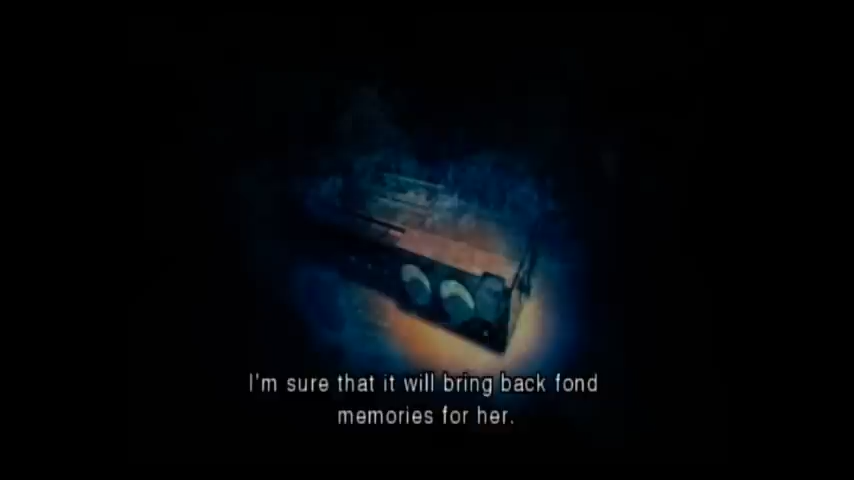 I'm sure that it will bring back fond
memories for her.